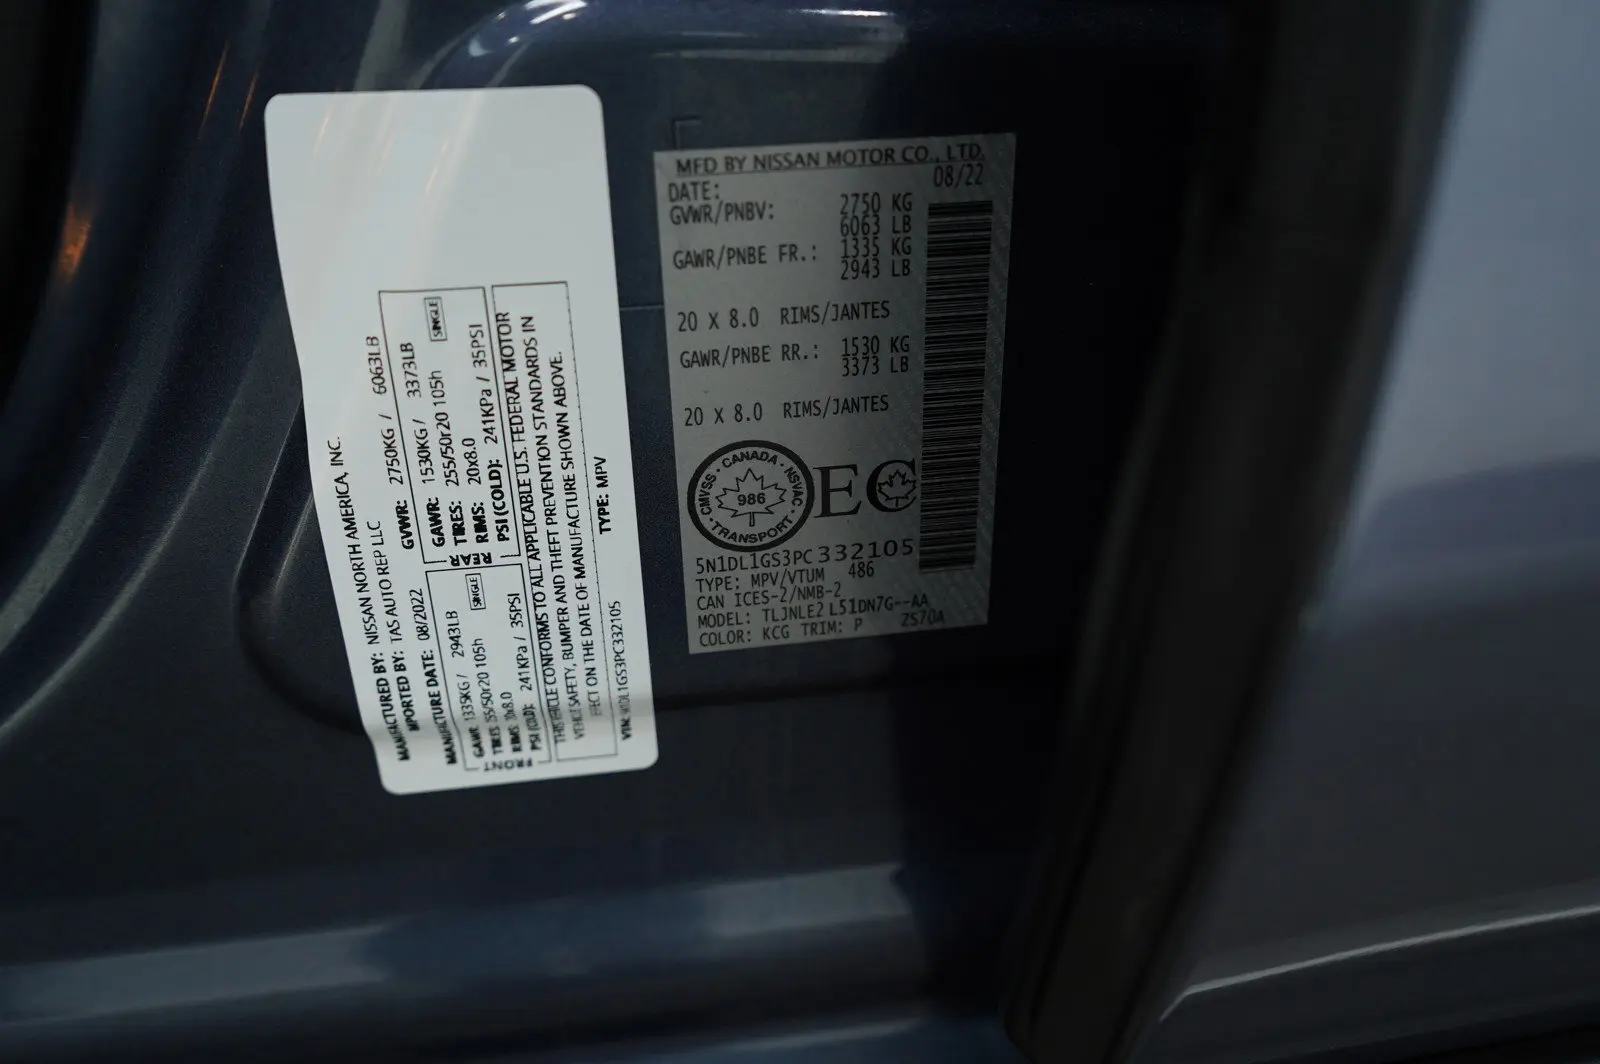 MANUFACTURED BY: NISSAN NORTH AMERICA, INC.
IMPORTED BY: TAS AUTO REP LLC
MANUFACTURE DATE: 08/2022
GVWR: 2750KG / 6063LB
FRONT
GAWR: 1335KG / 2943LB
TIRES: 255/50r20 105h
SINGLE
RIMS: 20x8.0
PSI (COLD): 241KPa / 35PSI
REAR
GAWR: 1530KG / 3373LB
TIRES: 255/50r20 105h
SINGLE
RIMS: 20x8.0
PSI (COLD): 241KPa / 35PSI
THIS VEHICLE CONFORMS TO ALL APPLICABLE U.S. FEDERAL MOTOR
VEHICLE SAFETY, BUMPER AND THEFT PREVENTION STANDARDS IN
EFFECT ON THE DATE OF MANUFACTURE SHOWN ABOVE.
VIN: 5N1DL1GS3PC332105 TYPE: MPV
MFD BY NISSAN MOTOR CO., LTD.
DATE: 08/22
GVWR/PNBV: 2750 KG
6063 LB
GAWR/PNBE FR.: 1335 KG
2943 LB
20 X 8.0 RIMS/JANTES
GAWR/PNBE RR.: 1530 KG
3373 LB
20 X 8.0 RIMS/JANTES
CANADA
CMVSS NSVAC
986
TRANSPORT
EC
5N1DL1GS3PC332105
TYPE: MPV/VTUM 486
CAN ICES-2/NMB-2
MODEL: TLJNLE2 L51DN7G--AA
COLOR: KCG TRIM: P ZS70A